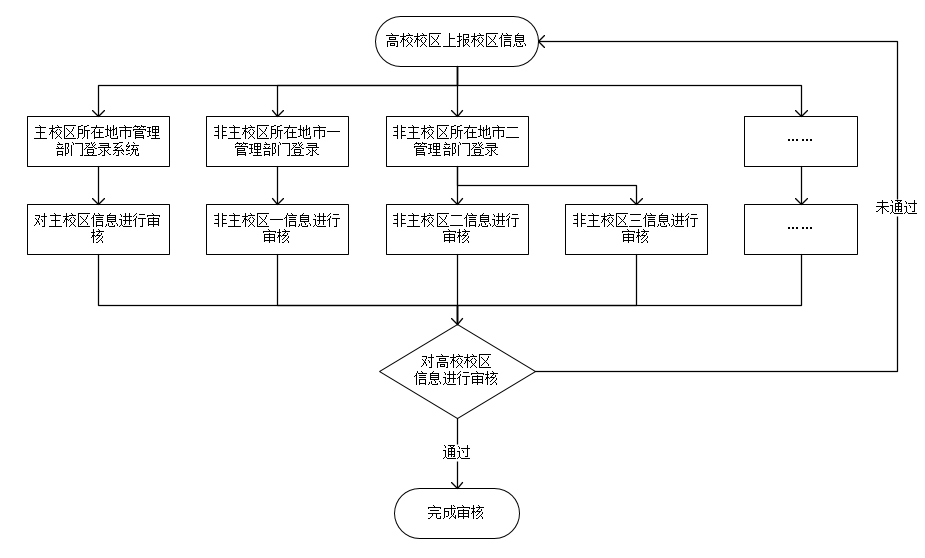 高校校区上报校区信息
主校区所在地市管理
部门登录系统
非主校区所在地市一
管理部门登录
非主校区所在地市二
管理部门登录
……
对主校区信息进行审
核
非主校区一信息进行
审核
非主校区二信息进行
审核
非主校区三信息进行
审核
……
未通过
对高校校区
信息进行审核
通过
完成审核